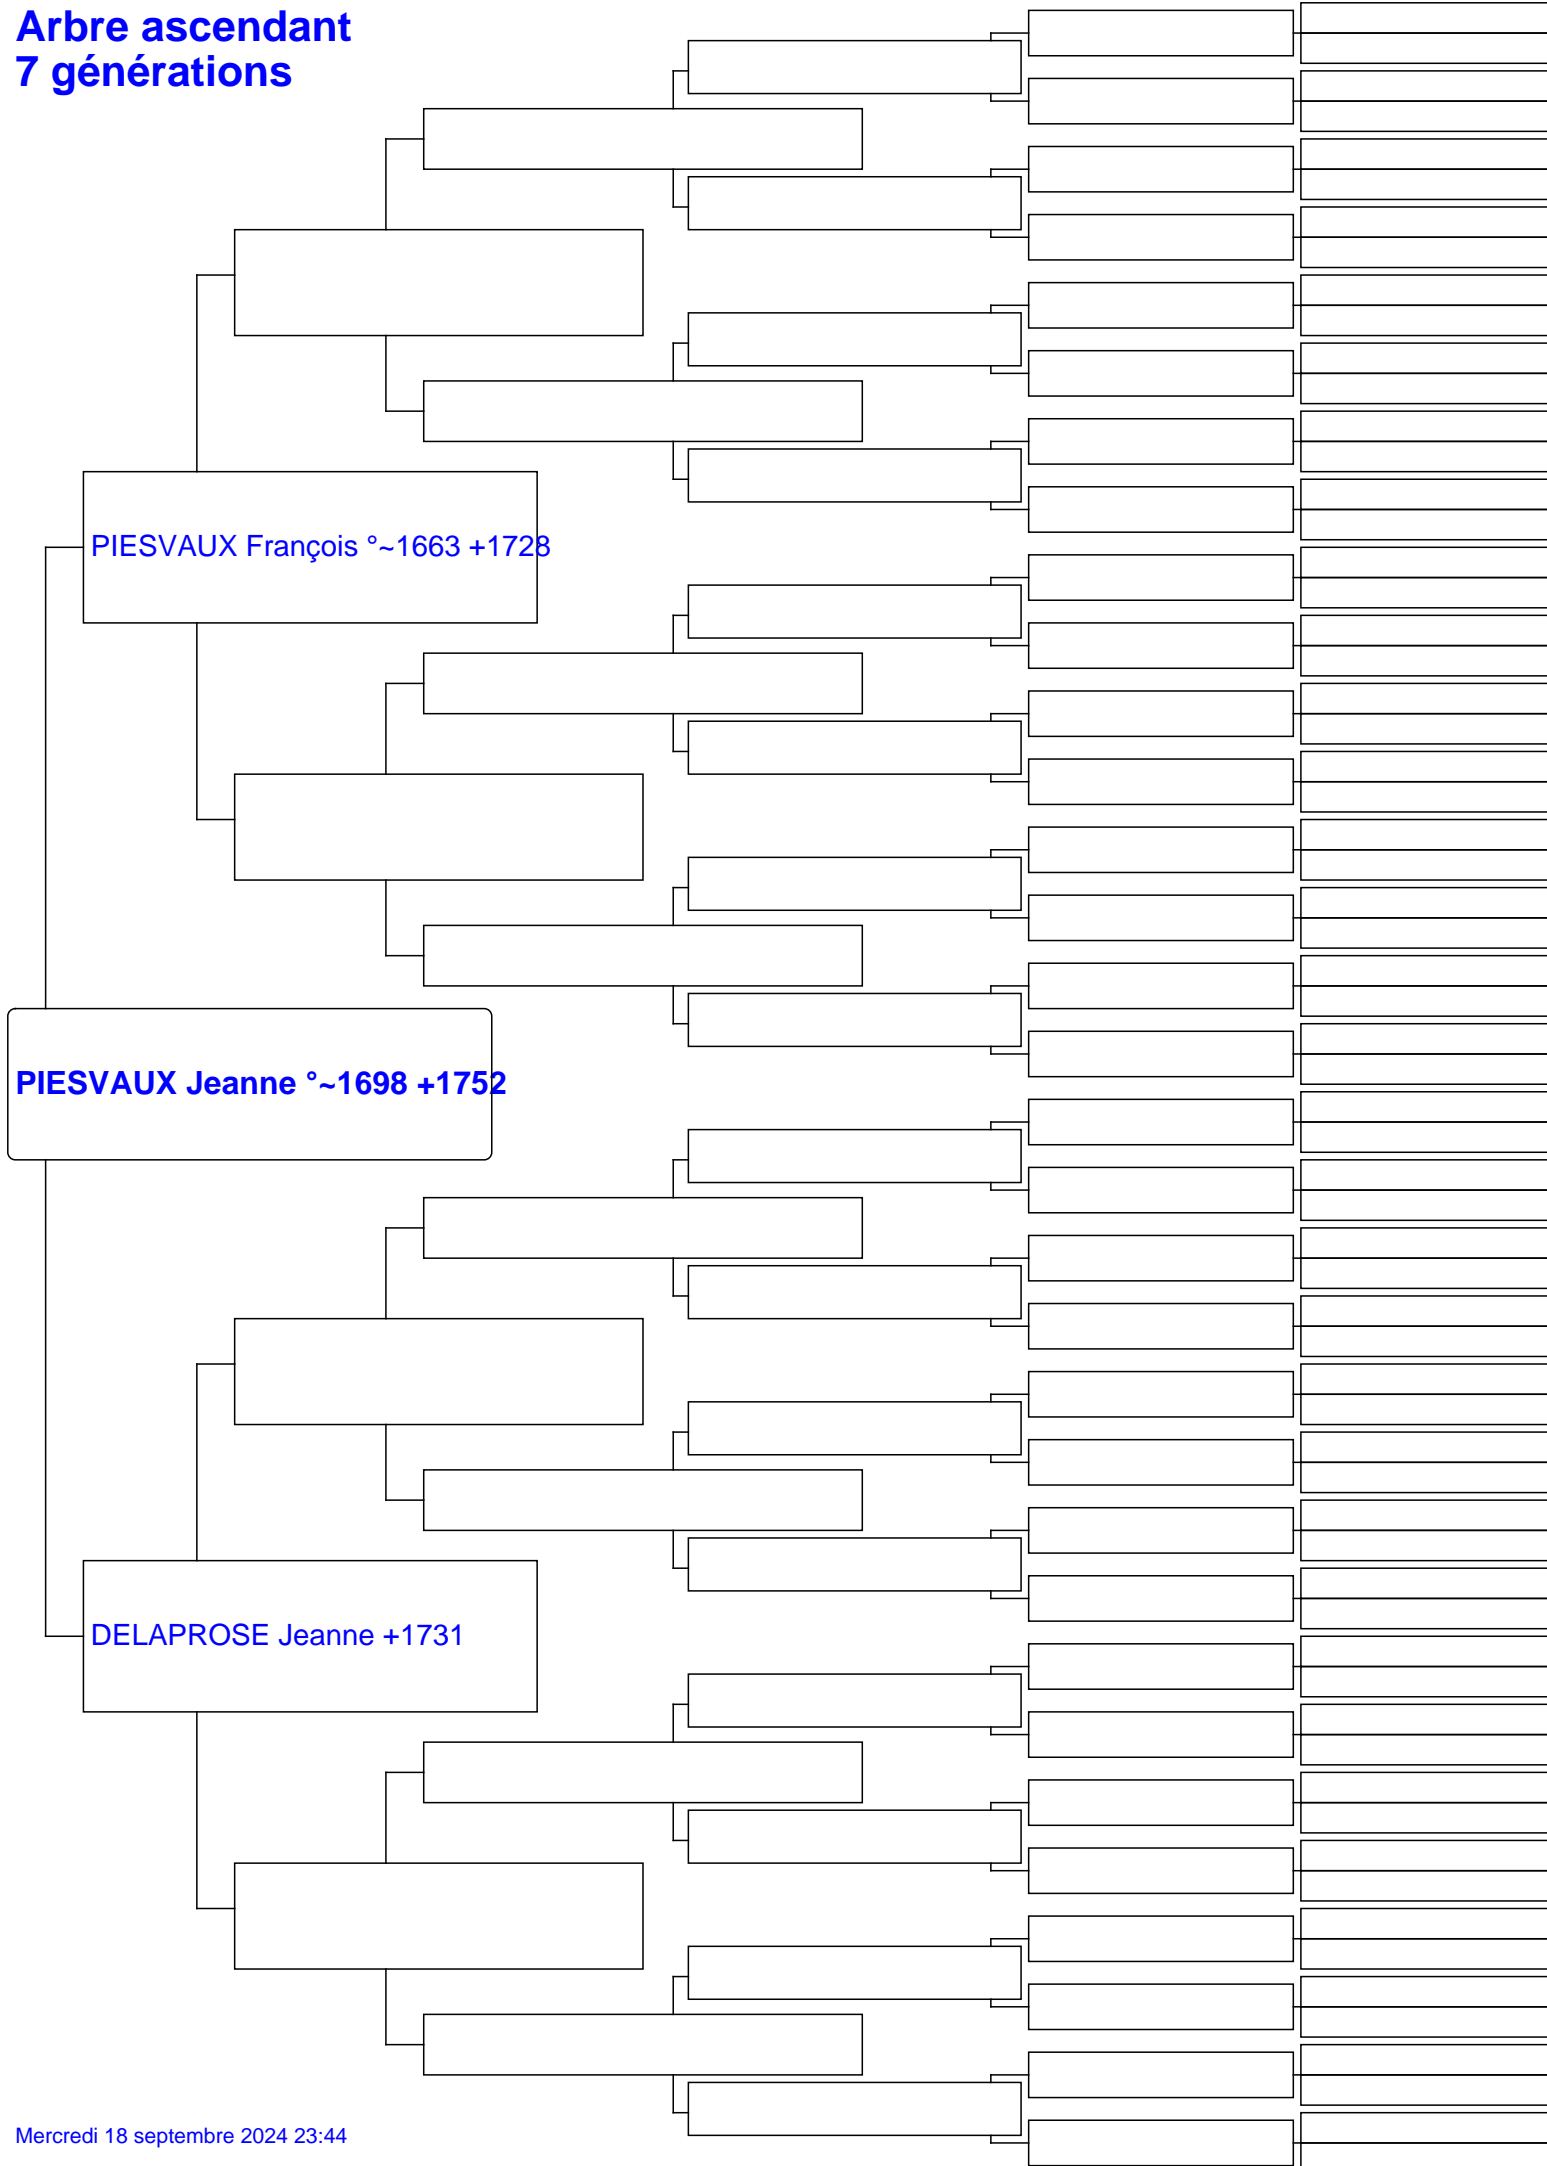 Arbre ascendant
7 générations
PIESVAUX François °~1663 +1728
PIESVAUX Jeanne °~1698 +1752
DELAPROSE Jeanne +1731
Mercredi 18 septembre 2024 23:44